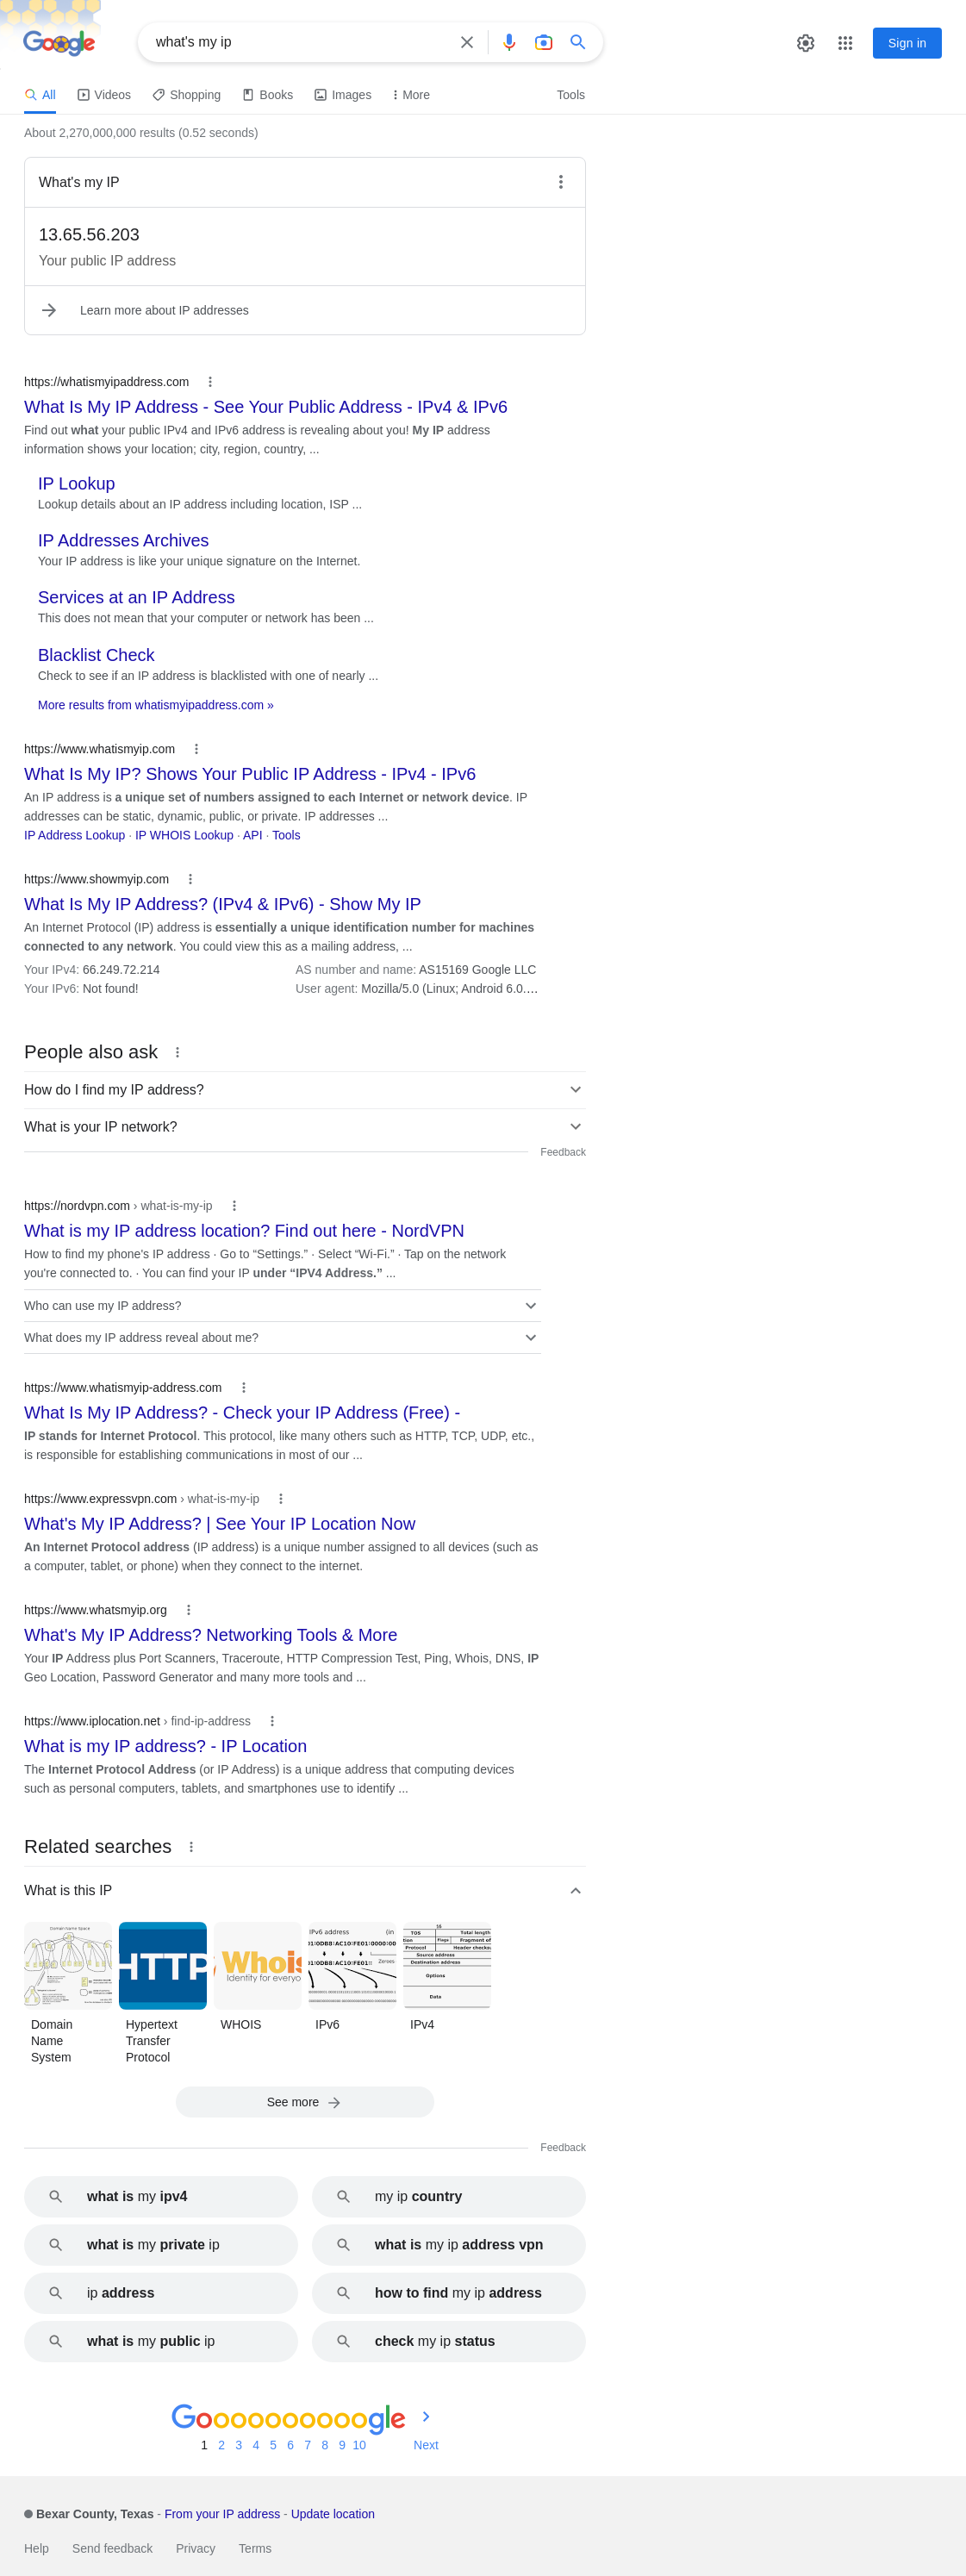 Google
what's my ip
Sign in
All
Videos
Shopping
Books
Images
More
Tools
About 2,270,000,000 results (0.52 seconds)
What's my IP
13.65.56.203
Your public IP address
Learn more about IP addresses
https://whatismyipaddress.com
What Is My IP Address - See Your Public Address - IPv4 & IPv6
Find out what your public IPv4 and IPv6 address is revealing about you! My IP address
information shows your location; city, region, country, ...
IP Lookup
Lookup details about an IP address including location, ISP ...
IP Addresses Archives
Your IP address is like your unique signature on the Internet.
Services at an IP Address
This does not mean that your computer or network has been ...
Blacklist Check
Check to see if an IP address is blacklisted with one of nearly ...
More results from whatismyipaddress.com »
https://www.whatismyip.com
What Is My IP? Shows Your Public IP Address - IPv4 - IPv6
An IP address is a unique set of numbers assigned to each Internet or network device. IP
addresses can be static, dynamic, public, or private. IP addresses ...
IP Address Lookup · IP WHOIS Lookup · API · Tools
https://www.showmyip.com
What Is My IP Address? (IPv4 & IPv6) - Show My IP
An Internet Protocol (IP) address is essentially a unique identification number for machines
connected to any network. You could view this as a mailing address, ...
Your IPv4: 66.249.72.214
AS number and name: AS15169 Google LLC
Your IPv6: Not found!
User agent: Mozilla/5.0 (Linux; Android 6.0....
People also ask
How do I find my IP address?
What is your IP network?
Feedback
https://nordvpn.com › what-is-my-ip
What is my IP address location? Find out here - NordVPN
How to find my phone's IP address · Go to “Settings.” · Select “Wi-Fi.” · Tap on the network
you're connected to. · You can find your IP under “IPV4 Address.” ...
Who can use my IP address?
What does my IP address reveal about me?
https://www.whatismyip-address.com
What Is My IP Address? - Check your IP Address (Free) -
IP stands for Internet Protocol. This protocol, like many others such as HTTP, TCP, UDP, etc.,
is responsible for establishing communications in most of our ...
https://www.expressvpn.com › what-is-my-ip
What's My IP Address? | See Your IP Location Now
An Internet Protocol address (IP address) is a unique number assigned to all devices (such as
a computer, tablet, or phone) when they connect to the internet.
https://www.whatsmyip.org
What's My IP Address? Networking Tools & More
Your IP Address plus Port Scanners, Traceroute, HTTP Compression Test, Ping, Whois, DNS, IP
Geo Location, Password Generator and many more tools and ...
https://www.iplocation.net › find-ip-address
What is my IP address? - IP Location
The Internet Protocol Address (or IP Address) is a unique address that computing devices
such as personal computers, tablets, and smartphones use to identify ...
Related searches
What is this IP
Domain Name Space
HTTP
Whois
Identity for everyo
IPv6 address
(in
Zeroes
16
TOS
Total length
Flags
Fragment of
Protocol
Header checks
Source address
Destination address
Options
Data
Domain
Name
System
Hypertext
Transfer
Protocol
WHOIS
IPv6
IPv4
See more
Feedback
what is my ipv4
my ip country
what is my private ip
what is my ip address vpn
ip address
how to find my ip address
what is my public ip
check my ip status
Goooooooooogle
1 2 3 4 5 6 7 8 9 10
Next
Bexar County, Texas - From your IP address - Update location
Help
Send feedback
Privacy
Terms